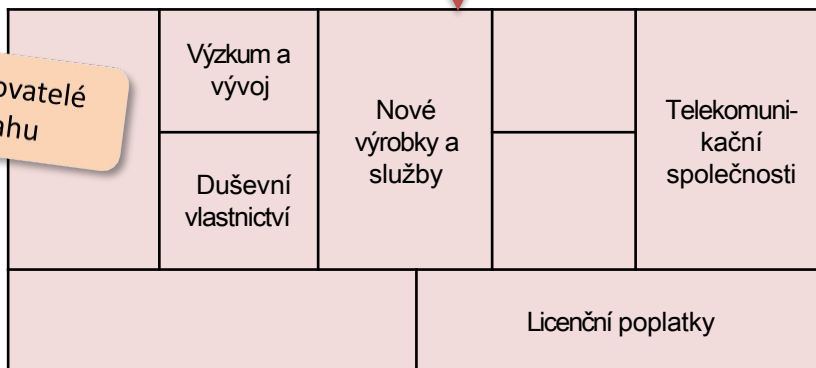 Výzkum a
vývoj
Duševní
vlastnictví
Nové
výrobky a
služby
Telekomuni-
kační
společnosti
Licenční poplatky